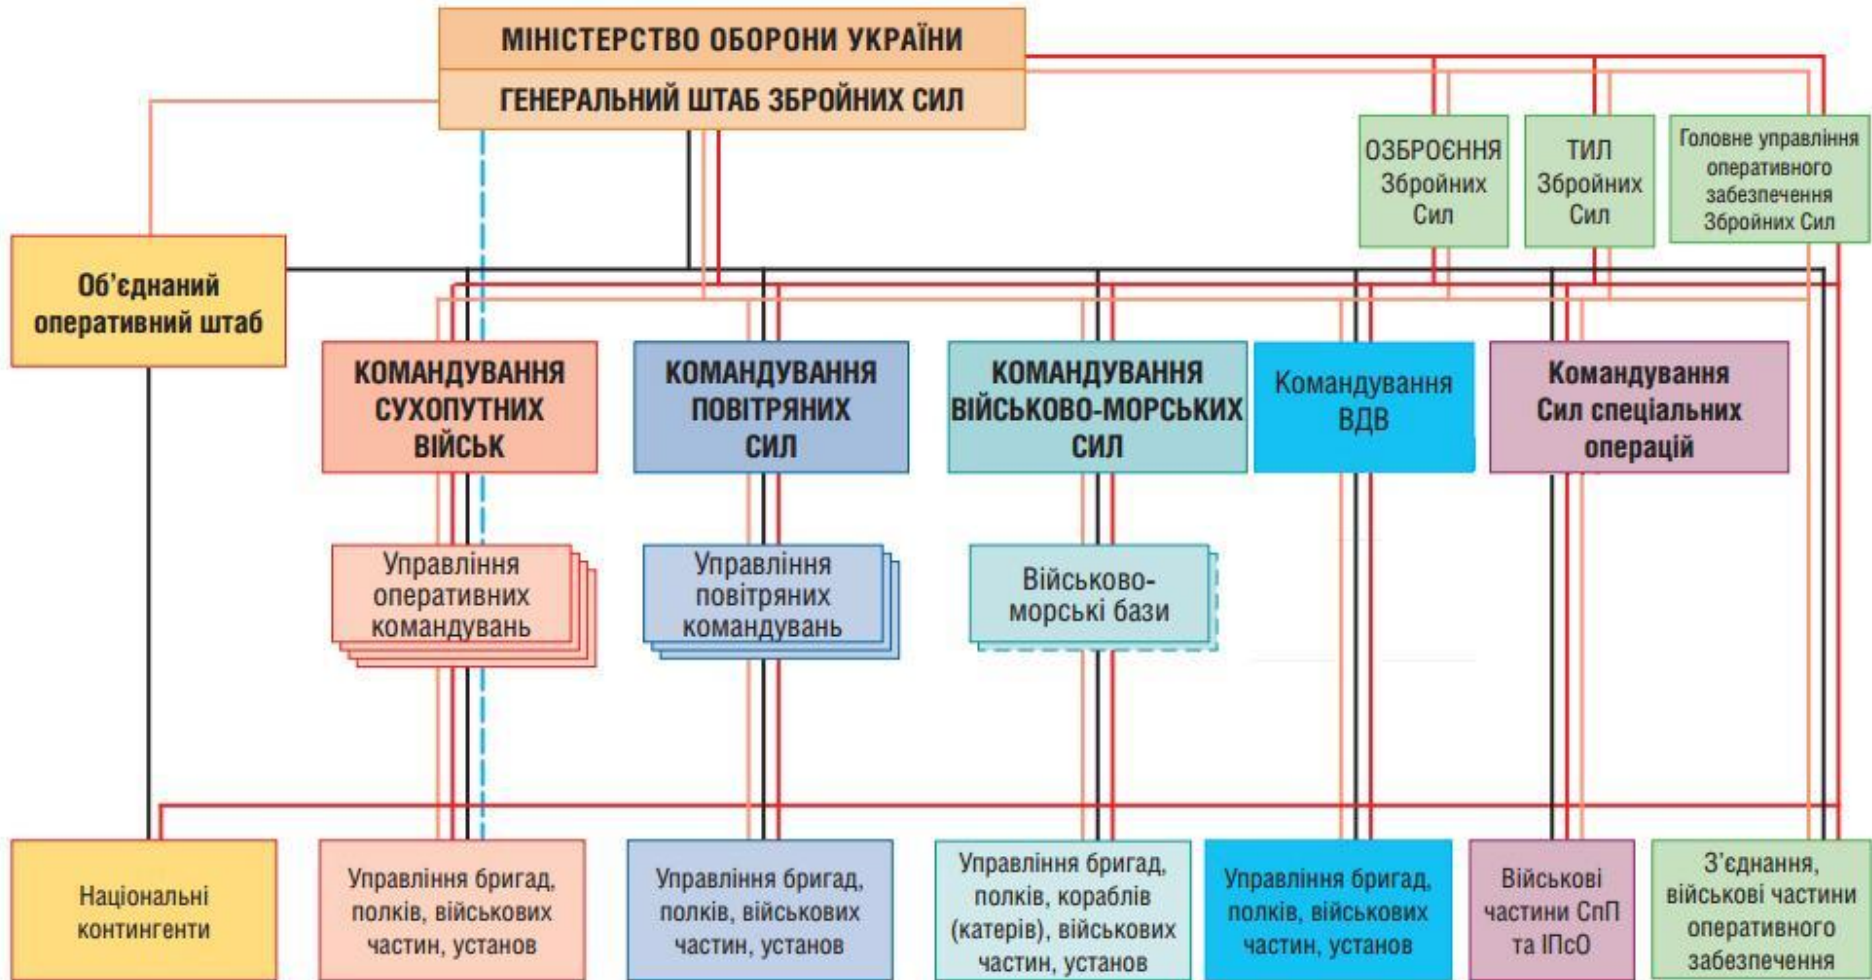 МІНІСТЕРСТВО ОБОРОНИ УКРАЇНИ
ГЕНЕРАЛЬНИЙ ШТАБ ЗБРОЙНИХ СИЛ
ОЗБРОЄННЯ
Збройних
Сил
ТИЛ
Збройних
Сил
Головне управління
оперативного
забезпечення
Збройних Сил
Об’єднаний
оперативний штаб
КОМАНДУВАННЯ
СУХОПУТНИХ
ВІЙСЬК
КОМАНДУВАННЯ
ПОВІТРЯНИХ
СИЛ
КОМАНДУВАННЯ
ВІЙСЬКОВО-МОРСЬКИХ
СИЛ
Командування
ВДВ
Командування
Сил спеціальних
операцій
Управління
оперативних
командувань
Управління
повітряних
командувань
Військово-
морські бази
Національні
контингенти
Управління бригад,
полків, військових
частин, установ
Управління бригад,
полків, військових
частин, установ
Управління бригад,
полків, кораблів
(катерів), військових
частин, установ
Управління бригад,
полків, військових
частин, установ
Військові
частини СпП
та ІПсО
З’єднання,
військові частини
оперативного
забезпечення